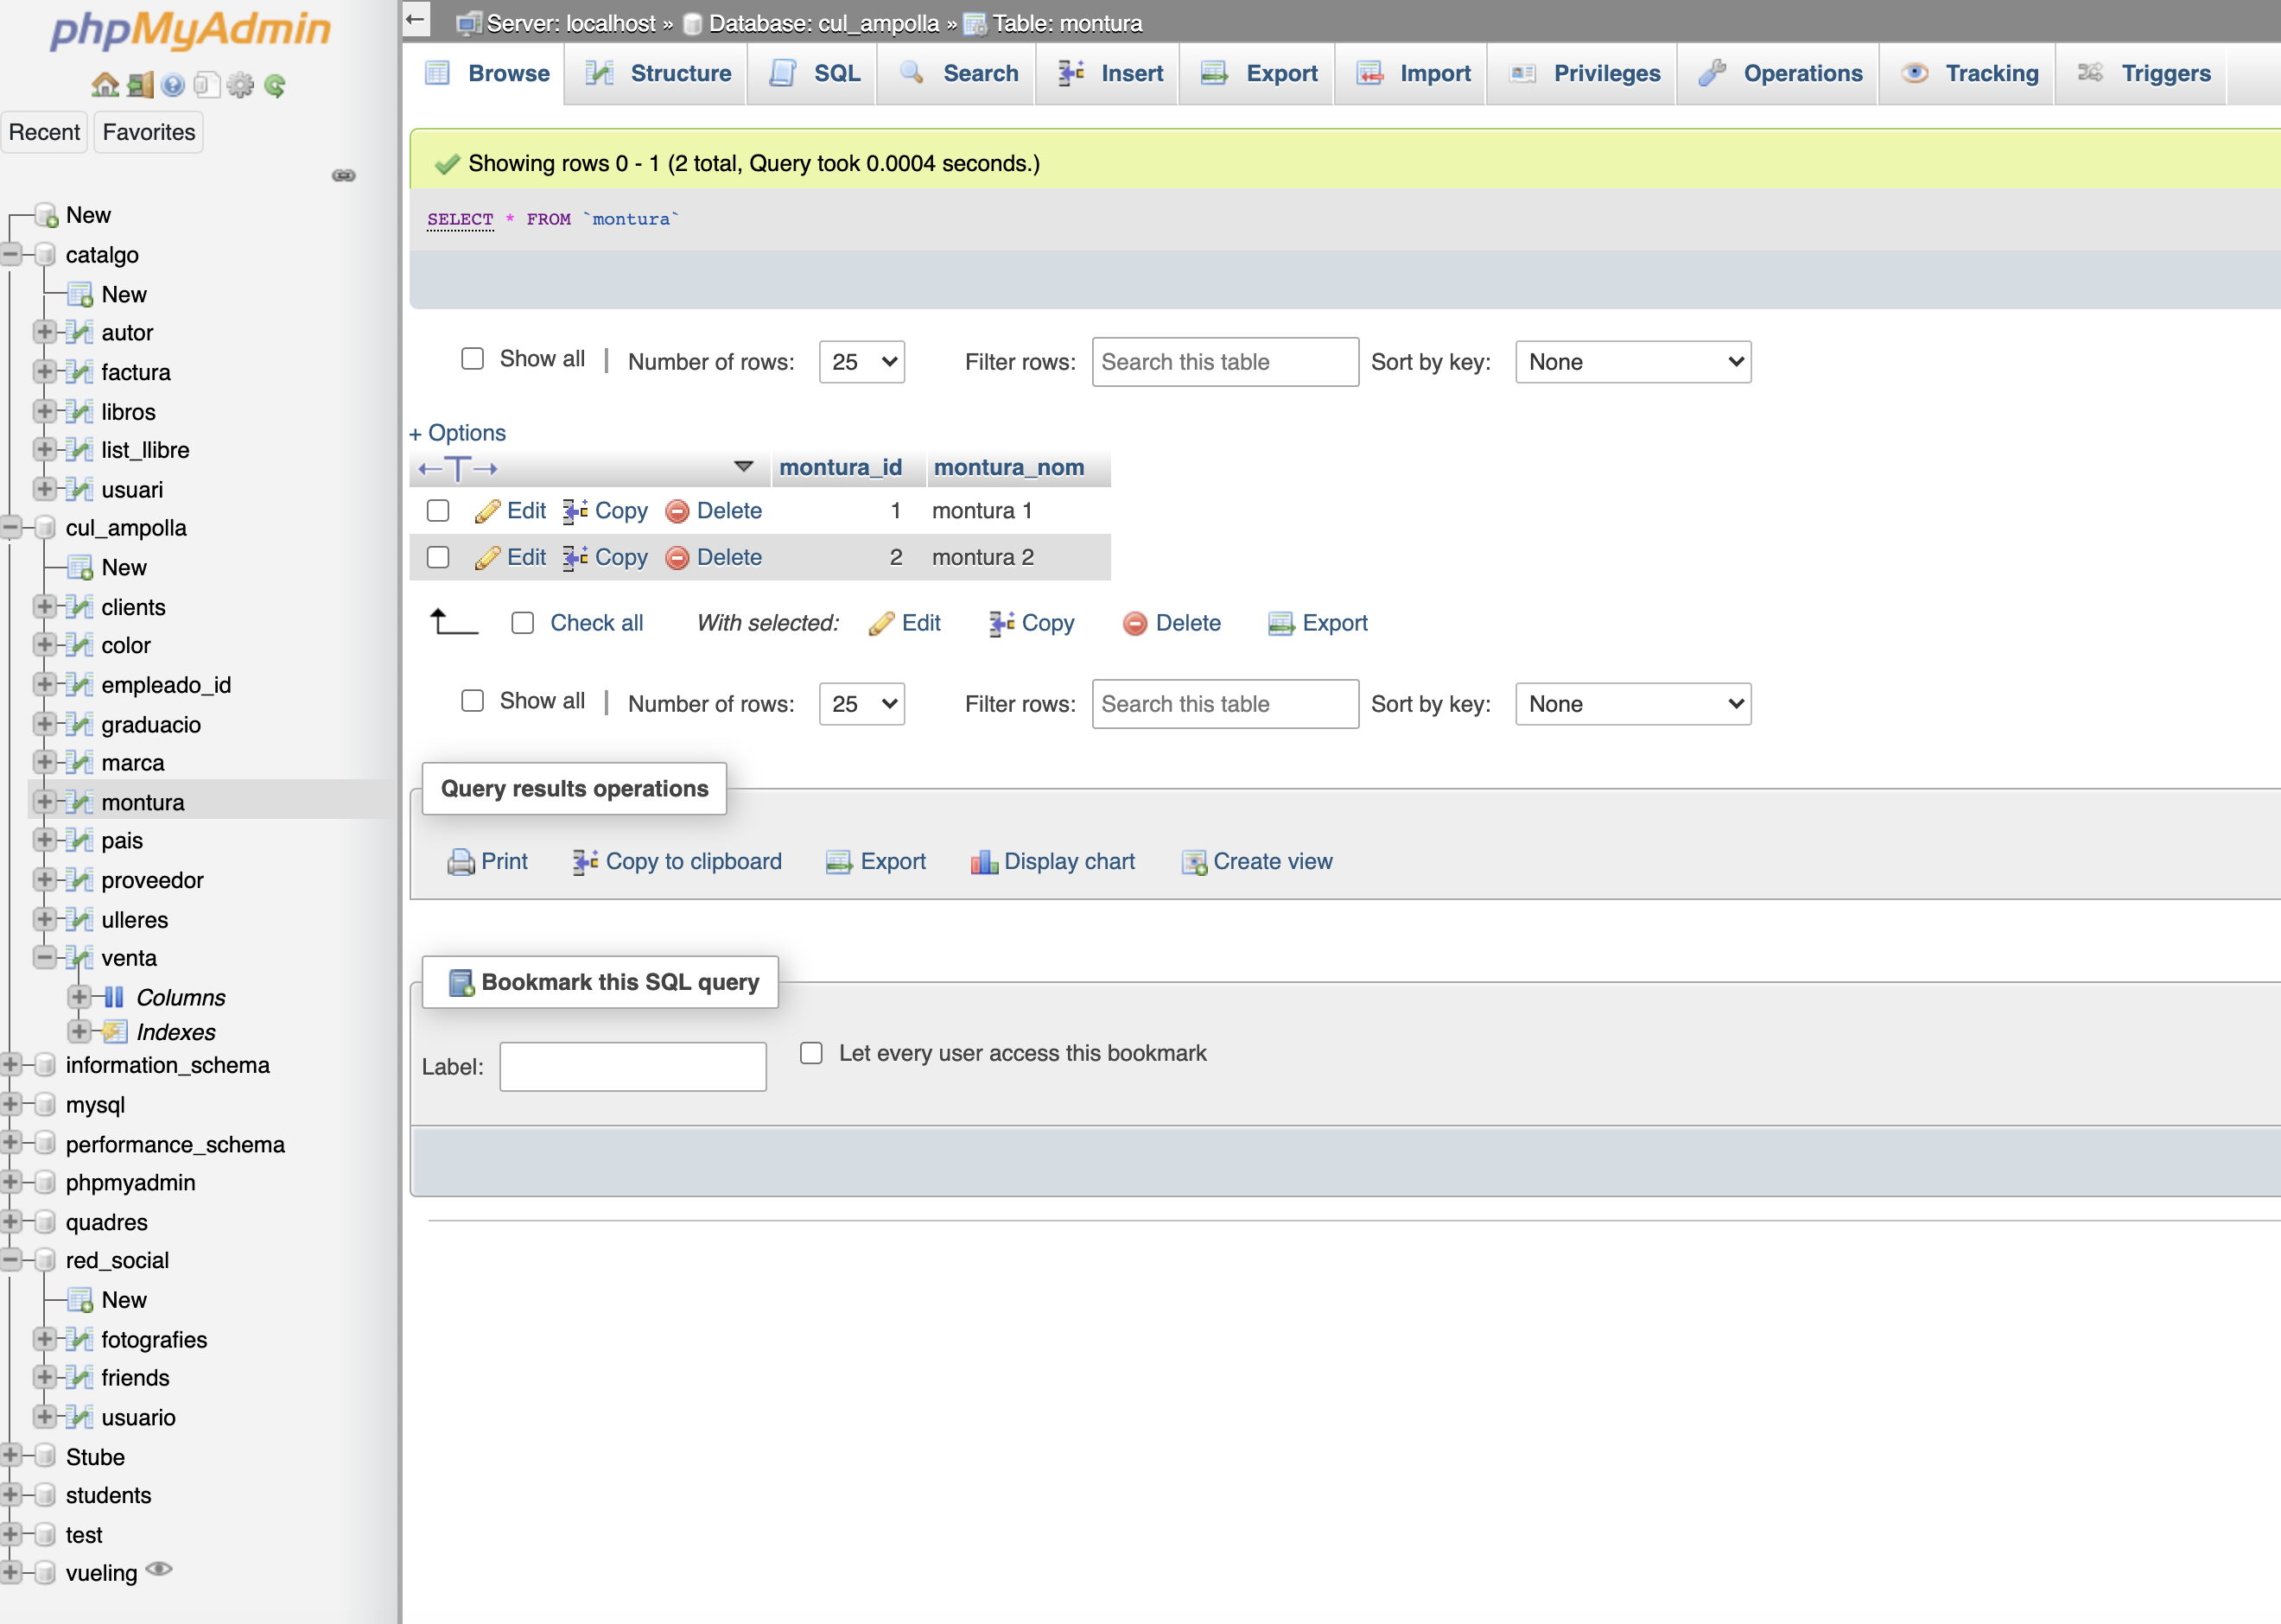 phpMyAdmin
Recent Favorites
New
catalgo
New
autor
factura
libros
list_llibre
usuari
cul_ampolla
New
clients
color
empleado_id
graduacio
marca
montura
pais
proveedor
ulleres
venta
Columns
Indexes
information_schema
mysql
performance_schema
phpmyadmin
quadres
red_social
New
fotografies
friends
usuario
Stube
students
test
vueling
Server: localhost » Database: cul_ampolla » Table: montura
Browse Structure SQL Search Insert Export Import Privileges Operations Tracking Triggers
Showing rows 0 - 1 (2 total, Query took 0.0004 seconds.)
SELECT * FROM `montura`
Show all | Number of rows: 25 Filter rows: Search this table Sort by key: None
+ Options
←T→ montura_id montura_nom
Edit Copy Delete 1 montura 1
Edit Copy Delete 2 montura 2
Check all With selected: Edit Copy Delete Export
Show all | Number of rows: 25 Filter rows: Search this table Sort by key: None
Query results operations
Print Copy to clipboard Export Display chart Create view
Bookmark this SQL query
Label: Let every user access this bookmark